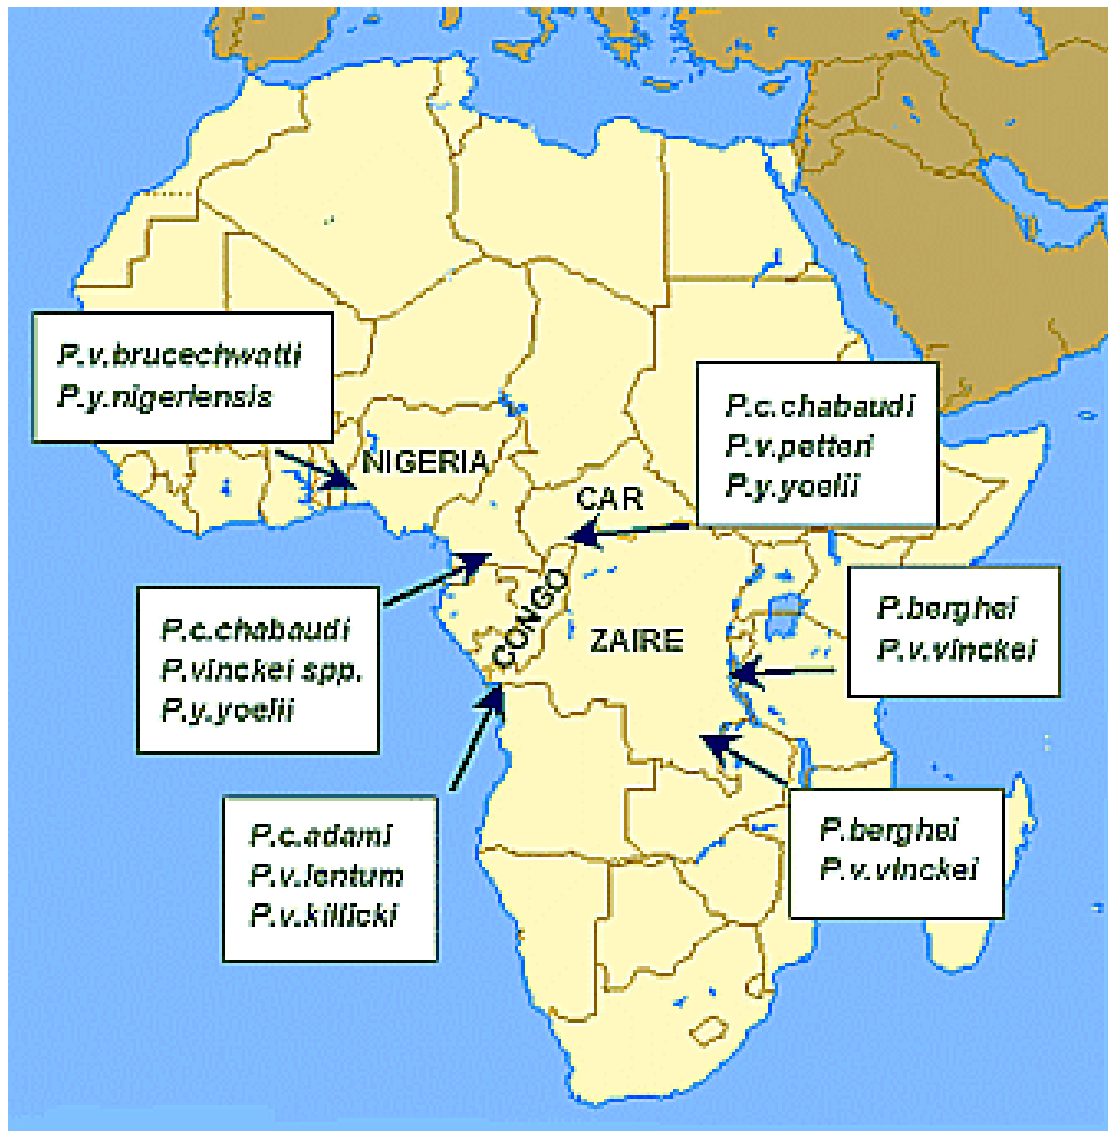 P.v.brucechwatti
P.y.nigeriensis
NIGERIA
P.c.chabaudi
P.v.petteri
P.y.yoelii
CAR
P.c.chabaudi
P.vinckei spp.
P.y.yoelii
CONGO
ZAIRE
P.berghei
P.v.vinckei
P.c.adami
P.v.lentum
P.v.killicki
P.berghei
P.v.vinckei